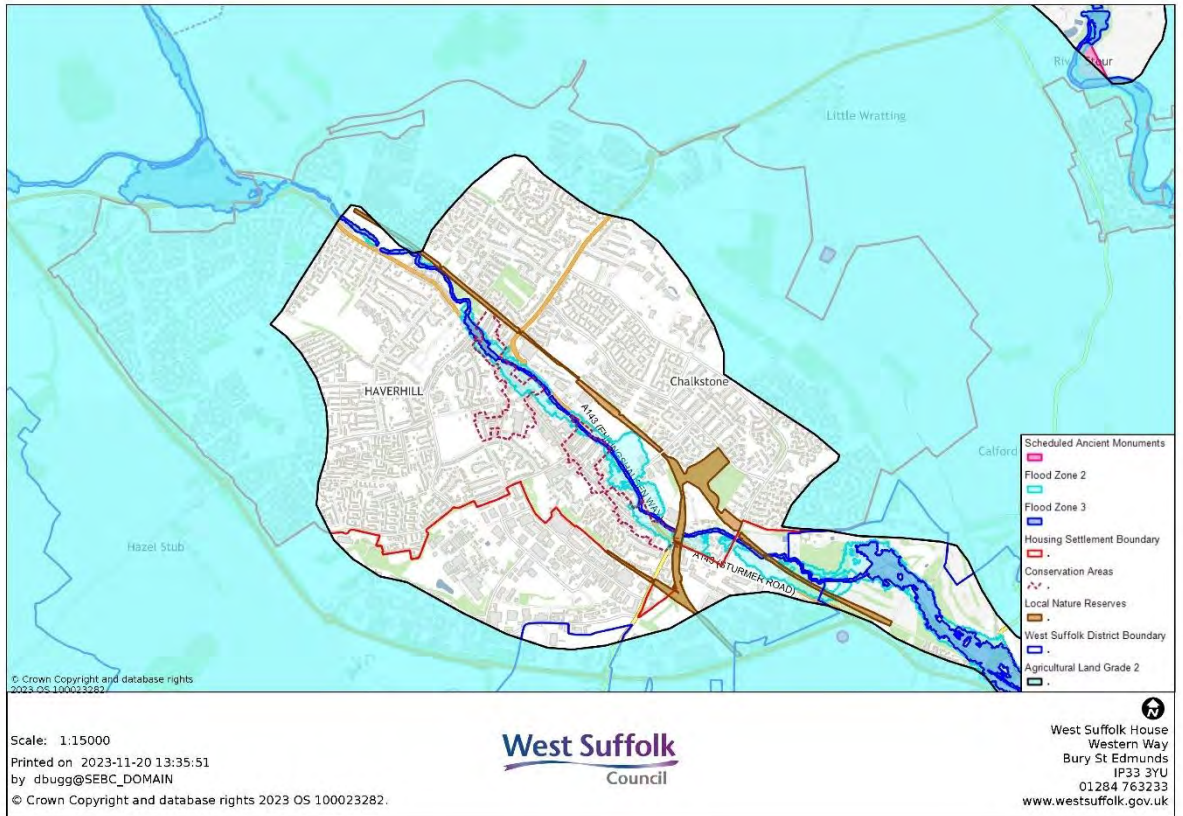 River Stour
Little Wratting
HAVERHILL
Chalkstone
Calford
Hazel Stub
A143 (STURMER ROAD)
Scheduled Ancient Monuments
Flood Zone 2
Flood Zone 3
Housing Settlement Boundary
Conservation Areas
Local Nature Reserves
West Suffolk District Boundary
Agricultural Land Grade 2
© Crown Copyright and database rights
2023 OS 100023282
Scale: 1:15000
Printed on 2023-11-20 13:35:51
by dbugg@SEBC_DOMAIN
© Crown Copyright and database rights 2023 OS 100023282.
West Suffolk
Council
N
West Suffolk House
Western Way
Bury St Edmunds
IP33 3YU
01284 763233
www.westsuffolk.gov.uk